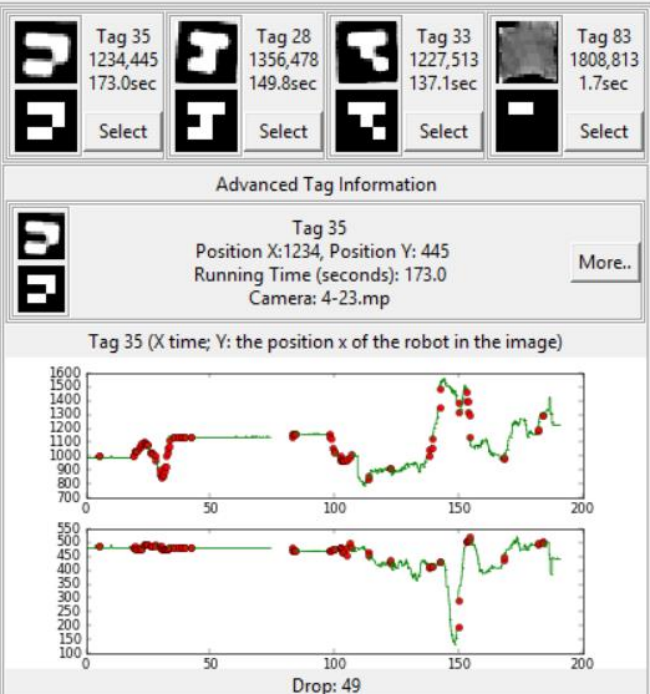 Tag 35
1234,445
173.0sec
Select
Tag 28
1356,478
149.8sec
Select
Tag 33
1227,513
137.1sec
Select
Tag 83
1808,813
1.7sec
Select
Advanced Tag Information
Tag 35
Position X:1234, Position Y: 445
Running Time (seconds): 173.0
Camera: 4-23.mp
More..
Tag 35 (X time; Y: the position x of the robot in the image)
1600
1500
1400
1300
1200
1100
1000
900
800
700
0 50 100 150 200
550
500
450
400
350
300
250
200
150
100
0 50 100 150 200
Drop: 49